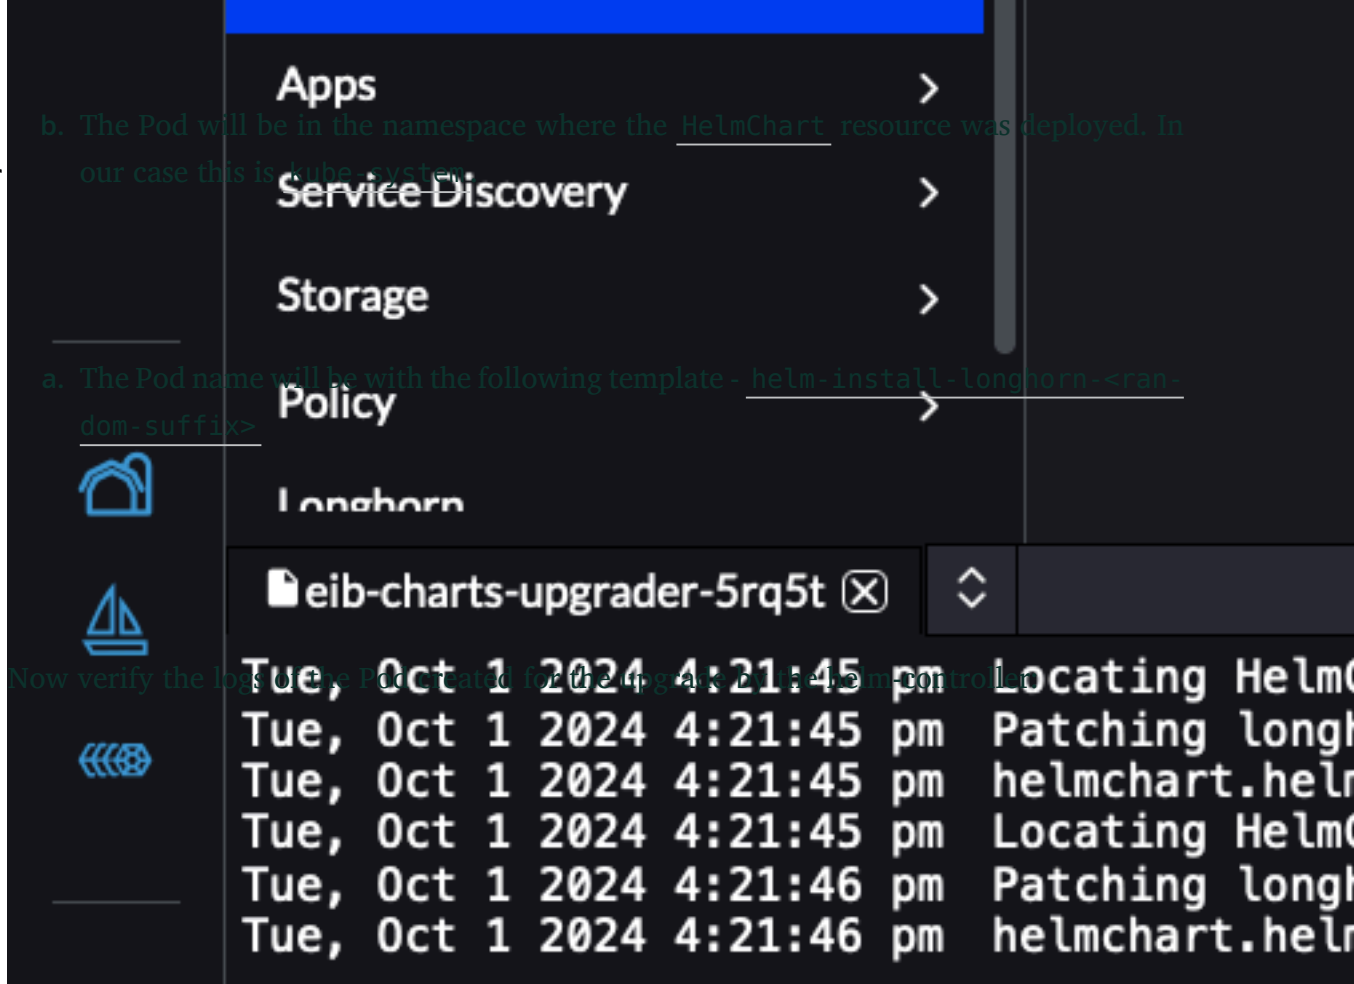 Apps
b. The Pod will be in the namespace where the HelmChart resource was deployed. In
our case this is kube-system
Service Discovery
Storage
a. The Pod name will be with the following template - helm-install-longhorn-<ran-
dom-suffix>
Policy
Longhorn
eib-charts-upgrader-5rq5t
Now verify the logs of the Pod created for the upgrade by the helm-controller
Tue, Oct 1 2024 4:21:45 pm Locating HelmC
Tue, Oct 1 2024 4:21:45 pm Patching longh
Tue, Oct 1 2024 4:21:45 pm helmchart.helm
Tue, Oct 1 2024 4:21:45 pm Locating HelmC
Tue, Oct 1 2024 4:21:46 pm Patching longh
Tue, Oct 1 2024 4:21:46 pm helmchart.helm